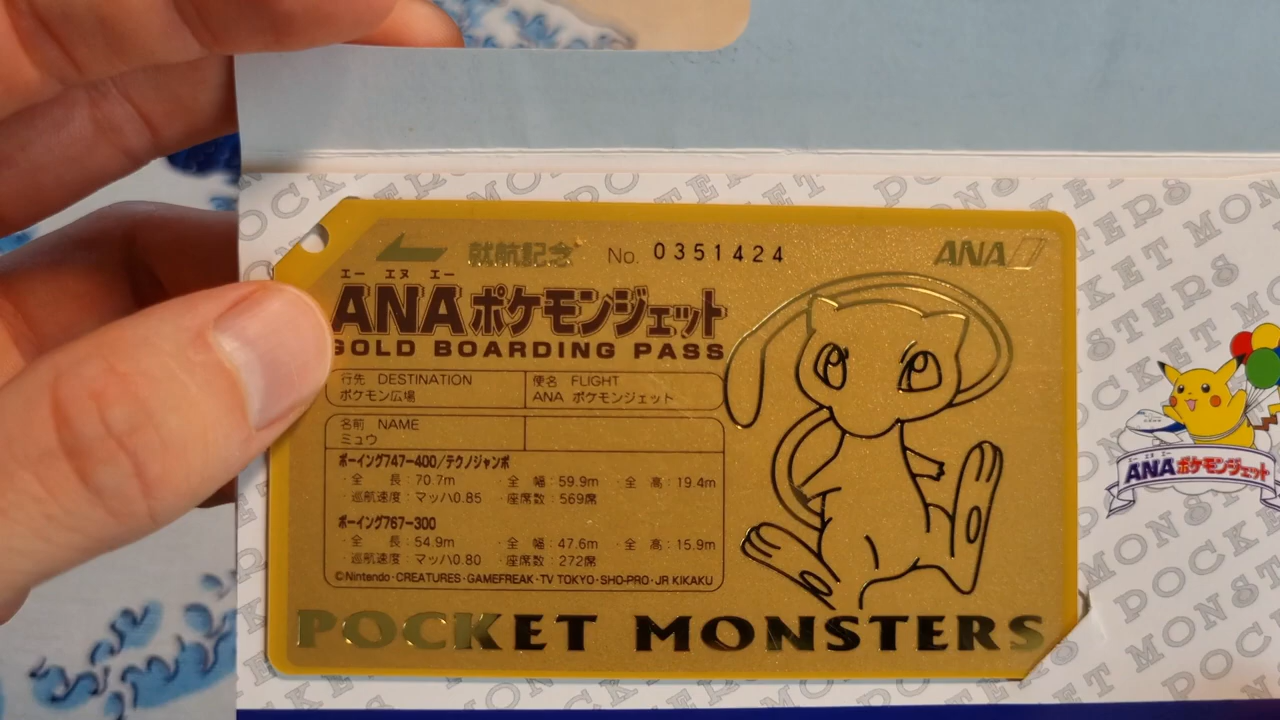 就航記念 No. 0351424 ANA
エー エヌ エー
ANAポケモンジェット
GOLD BOARDING PASS
行先 DESTINATION
ポケモン広場
便名 FLIGHT
ANA ポケモンジェット
名前 NAME
ミュウ
ボーイング747-400/テクノジャンボ
・全 長：70.7m ・全 幅：59.9m ・全 高：19.4m
・巡航速度：マッハ0.85 ・座席数：569席
ボーイング767-300
・全 長：54.9m ・全 幅：47.6m ・全 高：15.9m
・巡航速度：マッハ0.80 ・座席数：272席
©Nintendo・CREATURES・GAMEFREAK・TV TOKYO・SHO-PRO・JR KIKAKU
POCKET MONSTERS
エー エヌ エー
ANAポケモンジェット
POCKET MONSTERS